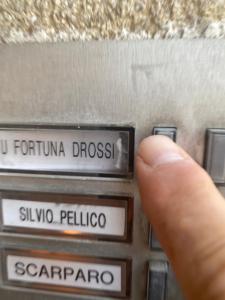 U FORTUNA DROSSI
SILVIO PELLICO
SCARPARO